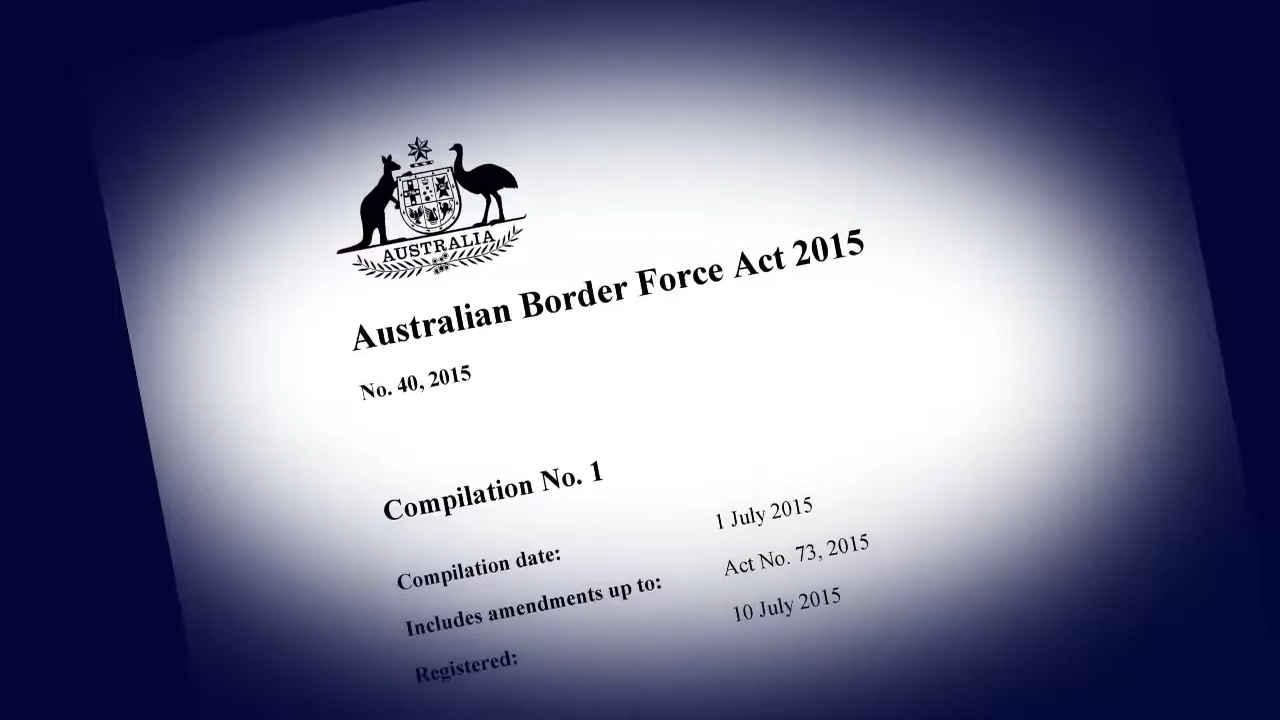 AUSTRALIA
Australian Border Force Act 2015
No. 40, 2015
Compilation No. 1
Compilation date: 1 July 2015
Includes amendments up to: Act No. 73, 2015
Registered: 10 July 2015